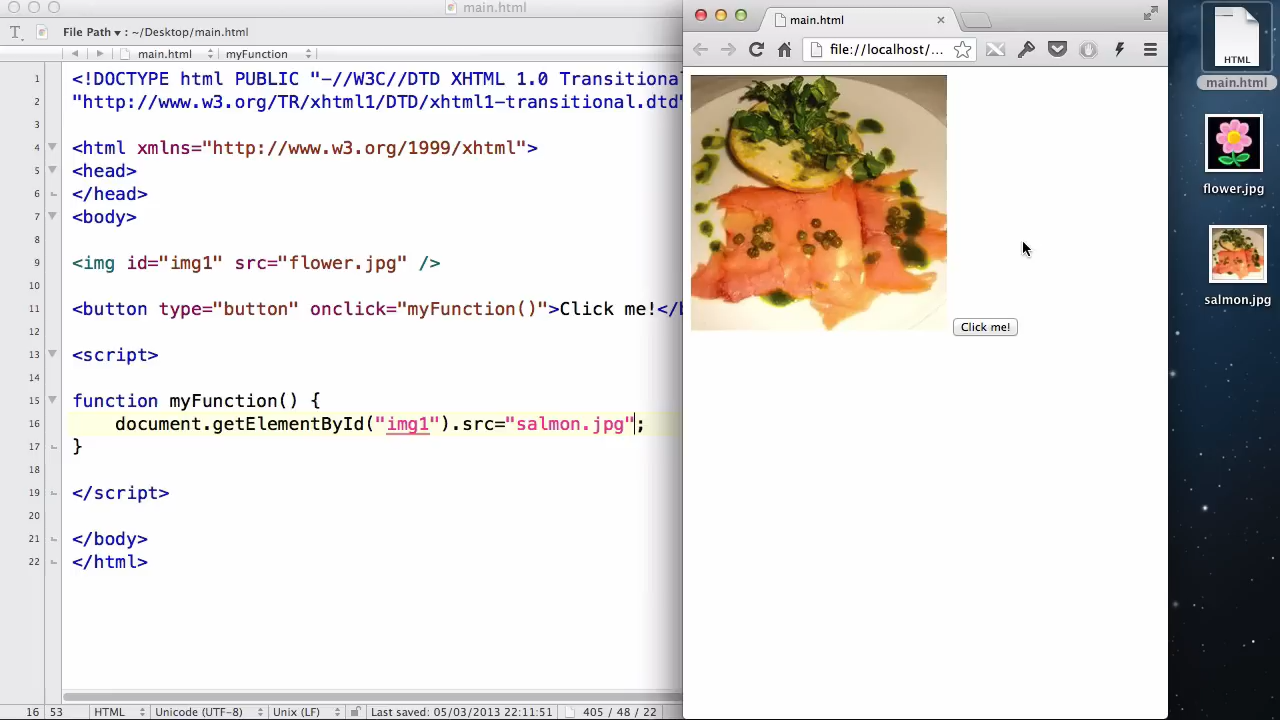 main.html
File Path ▾ : ~/Desktop/main.html
main.html
myFunction
1 <!DOCTYPE html PUBLIC "-//W3C//DTD XHTML 1.0 Transitional
2 "http://www.w3.org/TR/xhtml1/DTD/xhtml1-transitional.dtd"
3
4 <html xmlns="http://www.w3.org/1999/xhtml">
5 <head>
6 </head>
7 <body>
8
9 <img id="img1" src="flower.jpg" />
10
11 <button type="button" onclick="myFunction()">Click me!</b
12
13 <script>
14
15 function myFunction() {
16 document.getElementById("img1").src="salmon.jpg";
17 }
18
19 </script>
20
21 </body>
22 </html>
16 53 HTML Unicode (UTF-8) Unix (LF) Last saved: 05/03/2013 22:11:51 405 / 48 / 22
main.html
file://localhost/...
Click me!
HTML
main.html
flower.jpg
salmon.jpg